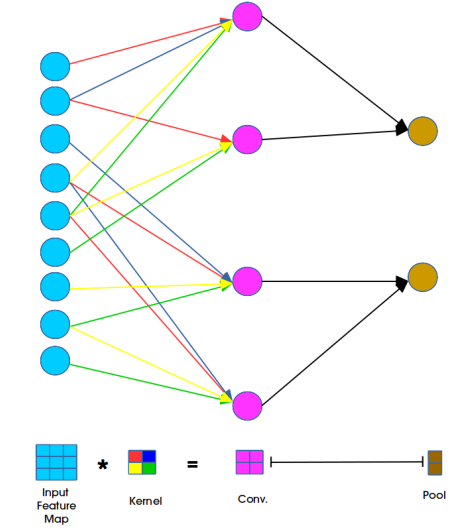 * =
Input
Feature
Map
Kernel
Conv.
Pool